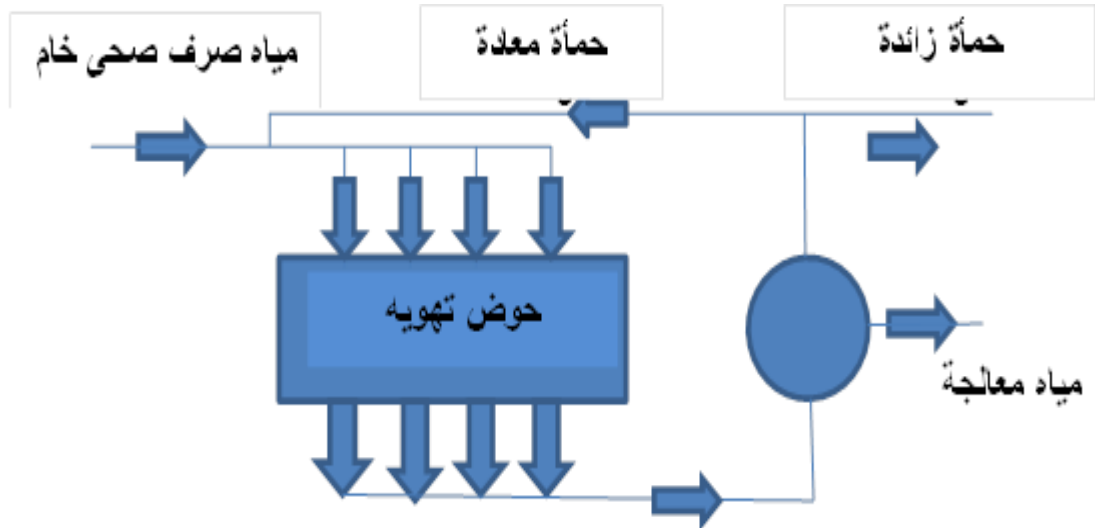 مياه صرف صحى خام
حمأة معادة
حمأة زائدة
حوض تهويه
مياه معالجة